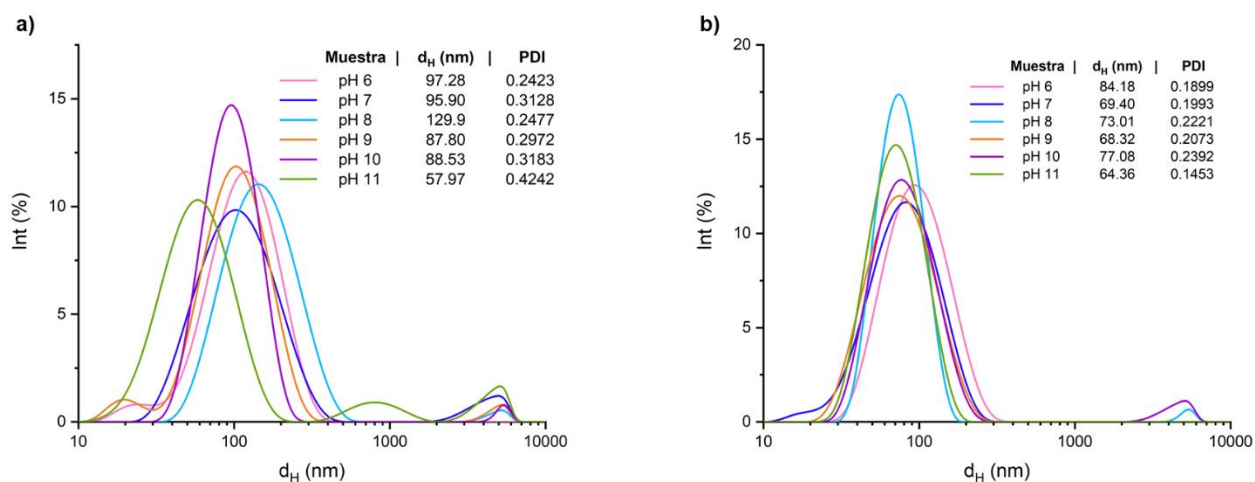 a)
Muestra | dH (nm) | PDI
pH 6 97.28 0.2423
pH 7 95.90 0.3128
pH 8 129.9 0.2477
pH 9 87.80 0.2972
pH 10 88.53 0.3183
pH 11 57.97 0.4242
15
10
5
0
Int (%)
10 100 1000 10000
dH (nm)
b)
Muestra | dH (nm) | PDI
pH 6 84.18 0.1899
pH 7 69.40 0.1993
pH 8 73.01 0.2221
pH 9 68.32 0.2073
pH 10 77.08 0.2392
pH 11 64.36 0.1453
20
15
10
5
0
Int (%)
10 100 1000 10000
dH (nm)